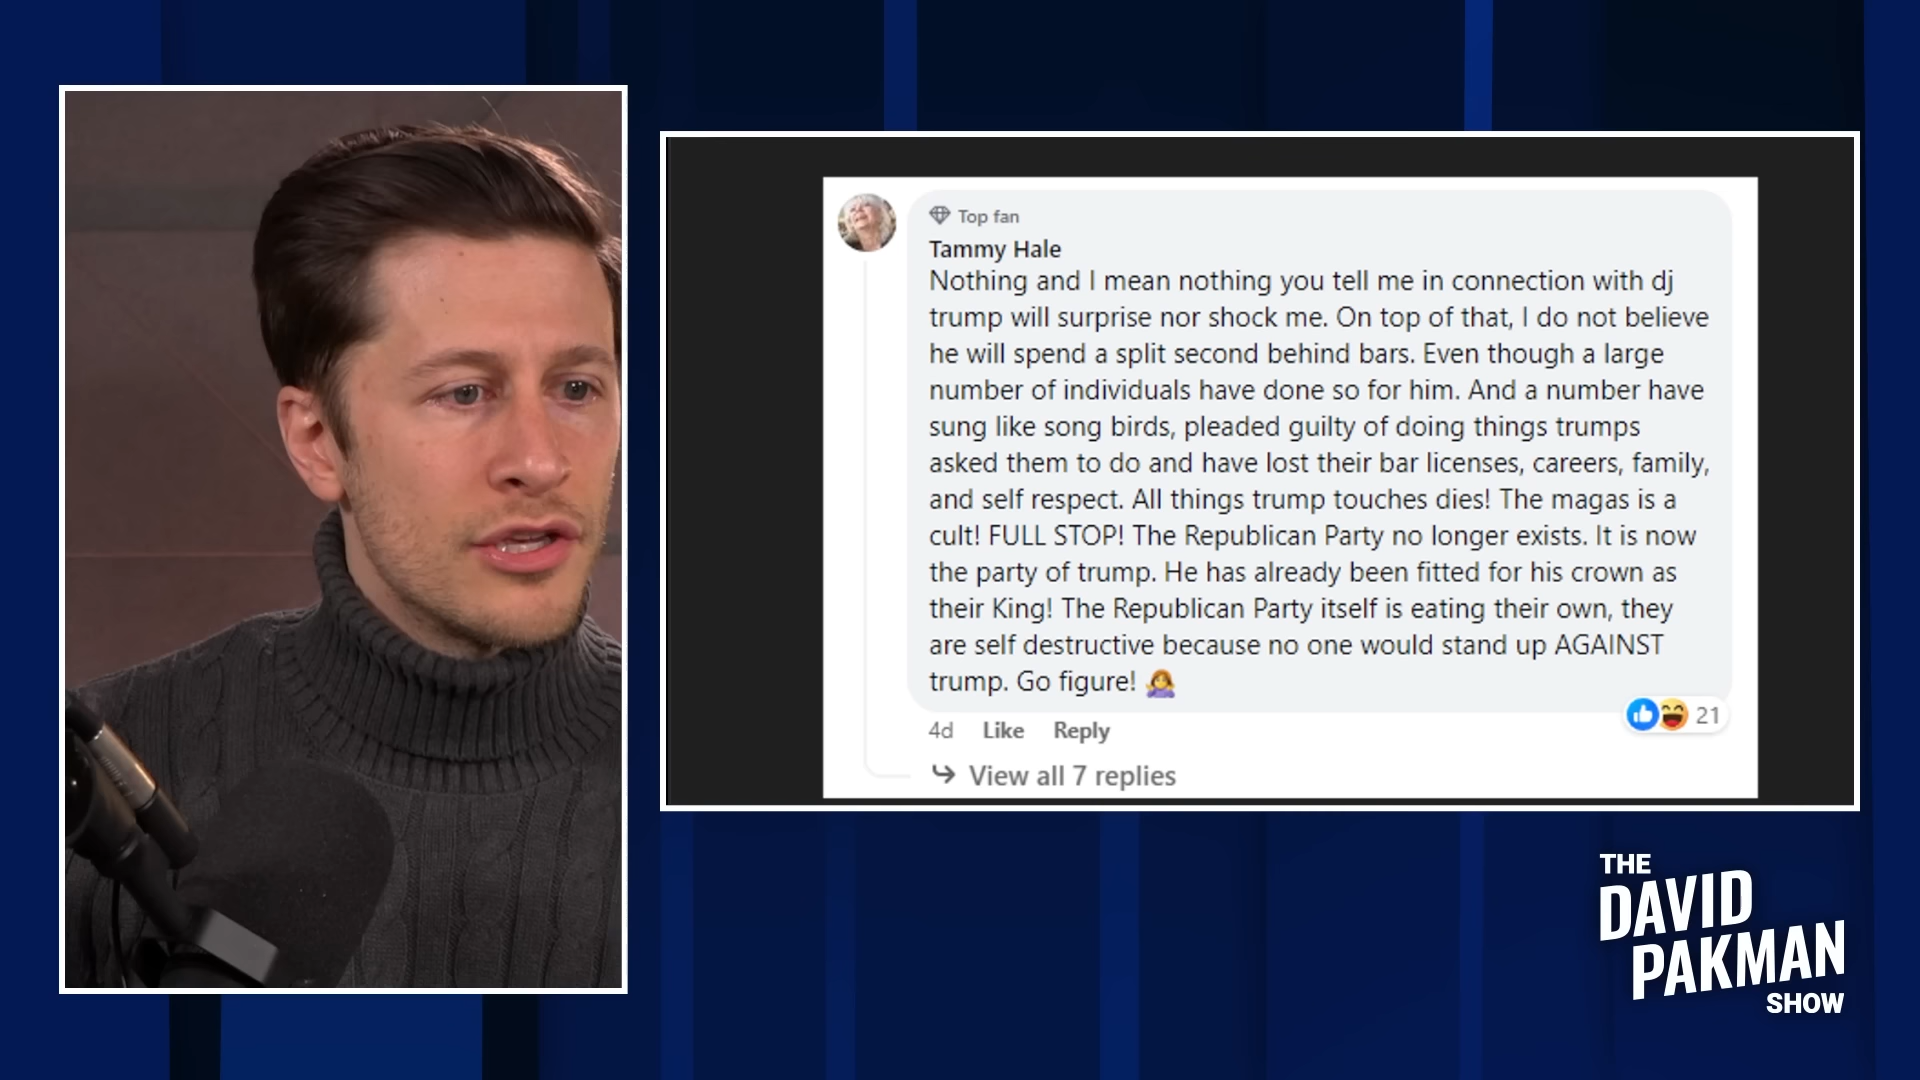 Top fan
Tammy Hale
Nothing and I mean nothing you tell me in connection with dj
trump will surprise nor shock me. On top of that, I do not believe
he will spend a split second behind bars. Even though a large
number of individuals have done so for him. And a number have
sung like song birds, pleaded guilty of doing things trumps
asked them to do and have lost their bar licenses, careers, family,
and self respect. All things trump touches dies! The magas is a
cult! FULL STOP! The Republican Party no longer exists. It is now
the party of trump. He has already been fitted for his crown as
their King! The Republican Party itself is eating their own, they
are self destructive because no one would stand up AGAINST
trump. Go figure! 🤷‍♀️
21
4d Like Reply
View all 7 replies
THE
DAVID
PAKMAN
SHOW